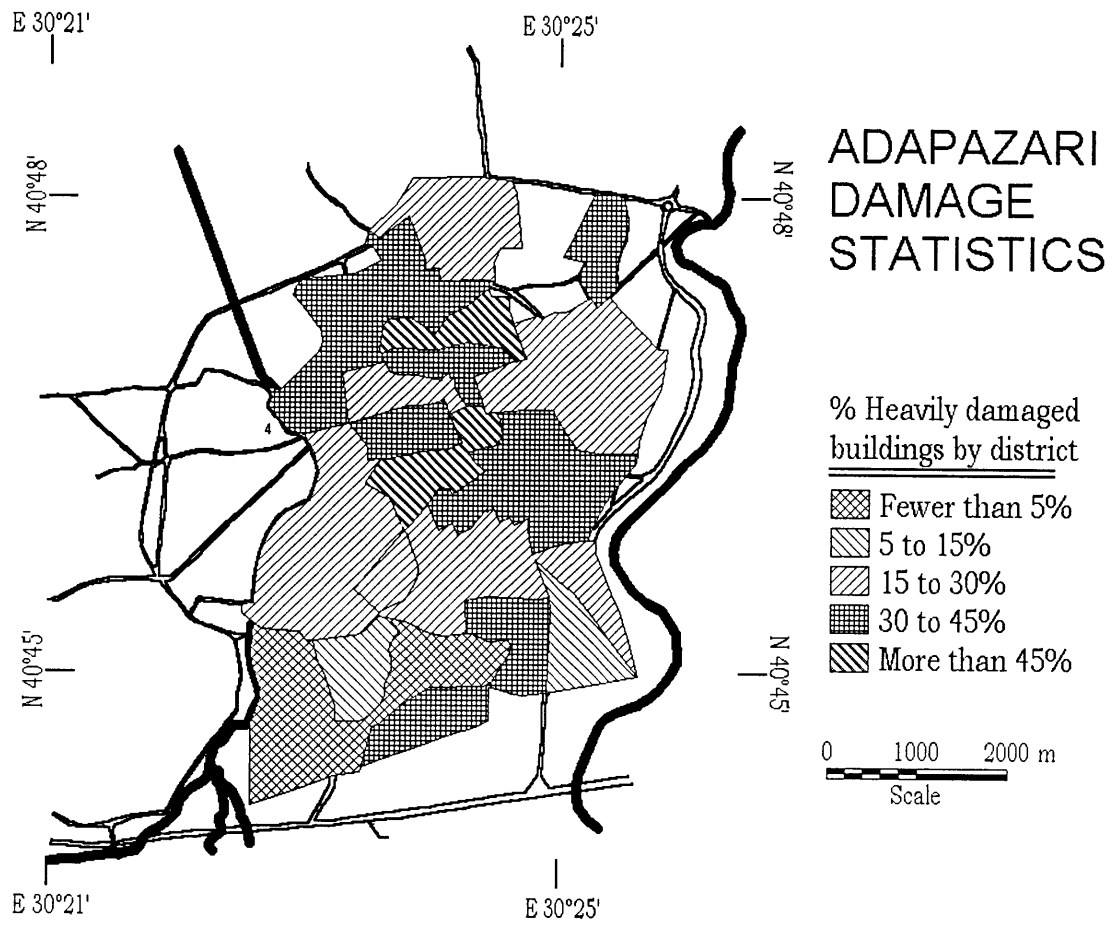 E 30°21'
E 30°25'
ADAPAZARI
DAMAGE
STATISTICS
N 40°48'
N 40°48'
% Heavily damaged
buildings by district
4
Fewer than 5%
5 to 15%
15 to 30%
30 to 45%
More than 45%
N 40°45'
N 40°45'
0 1000 2000 m
Scale
E 30°21'
E 30°25'